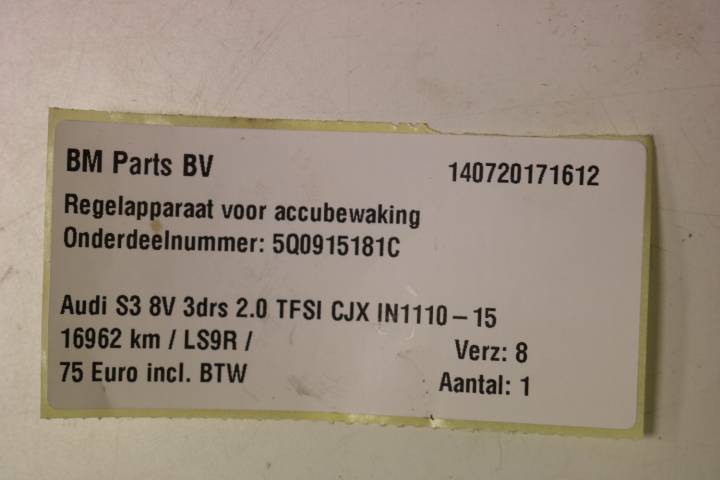 BM Parts BV 140720171612
Regelapparaat voor accubewaking
Onderdeelnummer: 5Q0915181C
Audi S3 8V 3drs 2.0 TFSI CJX IN1110-15
16962 km / LS9R / Verz: 8
75 Euro incl. BTW Aantal: 1